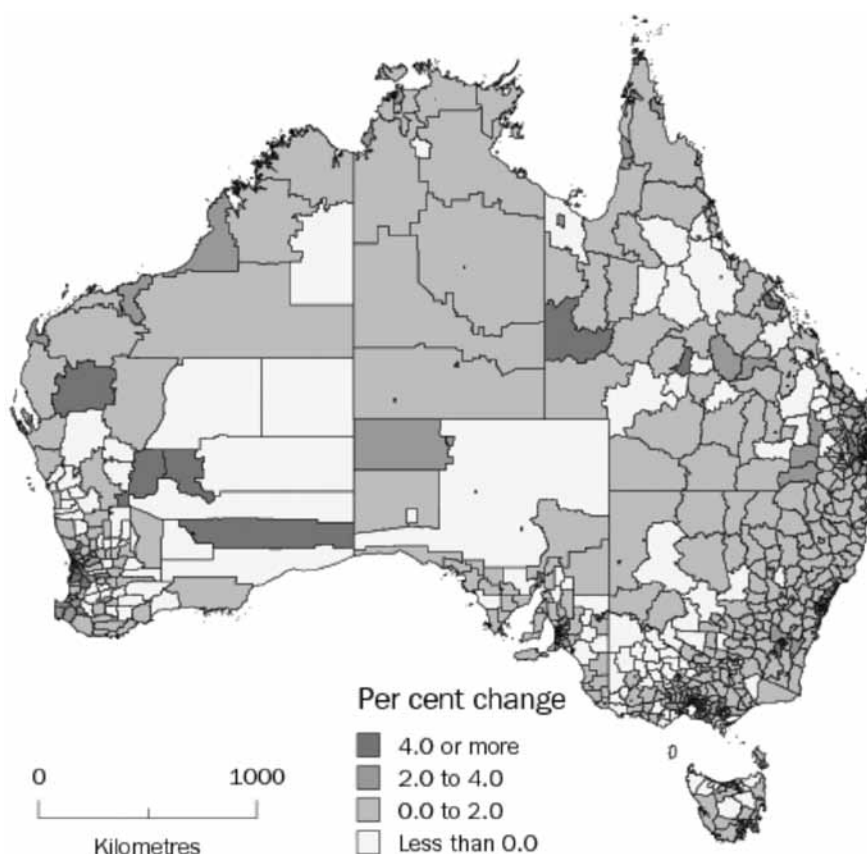 Per cent change
4.0 or more
2.0 to 4.0
0.0 to 2.0
Less than 0.0
0 1000
Kilometres